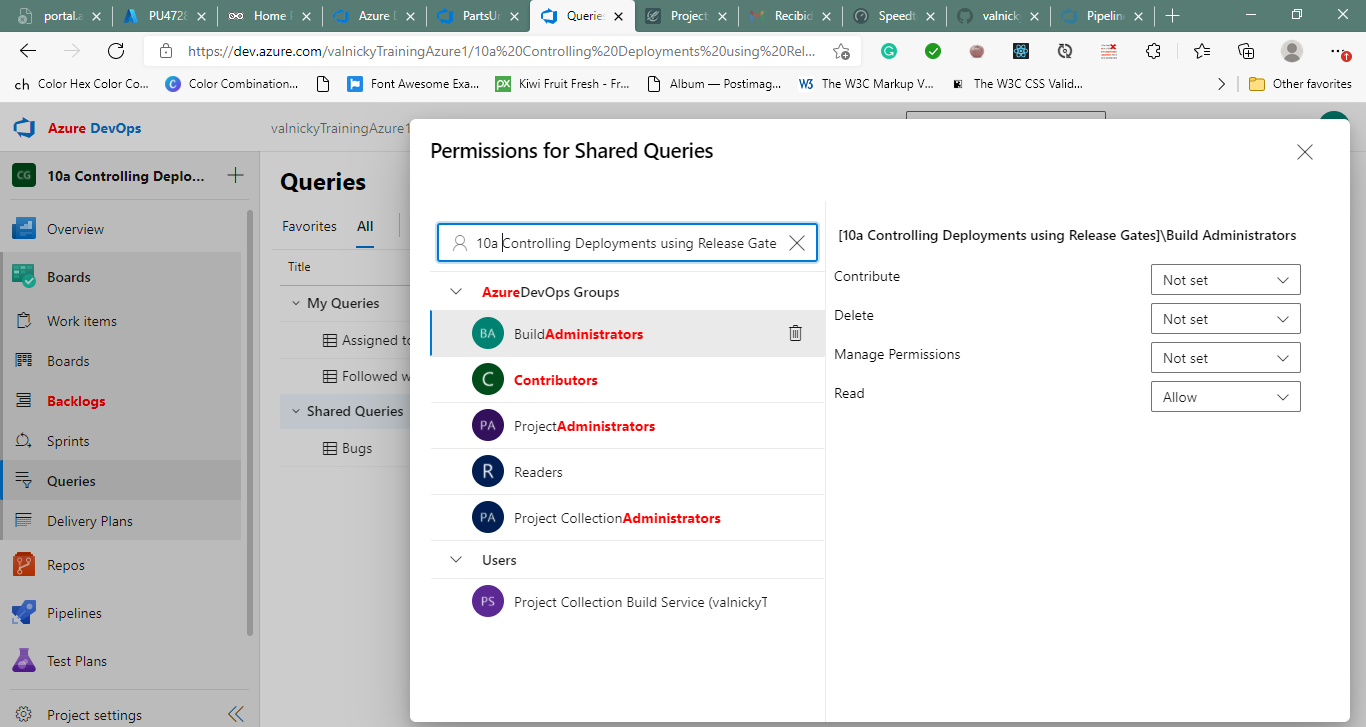 portal.a
PU4728
Home
Azure D
PartsUn
Queries
Project
Recibid
Speedt
valnick
Pipelin
https://dev.azure.com/valnickyTrainingAzure1/10a%20Controlling%20Deployments%20using%20Rel...
1
ch Color Hex Color Co...
C Color Combination...
Font Awesome Exa...
px Kiwi Fruit Fresh - Fr...
Album — Postimag...
W3 The W3C Markup V...
The W3C CSS Valid...
Other favorites
Azure DevOps
valnickyTrainingAzure1
CG 10a Controlling Deplo...
Overview
Boards
Work items
Boards
Backlogs
Sprints
Queries
Delivery Plans
Repos
Pipelines
Test Plans
Project settings
Queries
Favorites All
Title
My Queries
Assigned to
Followed w
Shared Queries
Bugs
Permissions for Shared Queries
10a Controlling Deployments using Release Gate
AzureDevOps Groups
BA BuildAdministrators
C Contributors
PA ProjectAdministrators
R Readers
PA Project CollectionAdministrators
Users
PS Project Collection Build Service (valnickyT
[10a Controlling Deployments using Release Gates]\Build Administrators
Contribute Not set
Delete Not set
Manage Permissions Not set
Read Allow